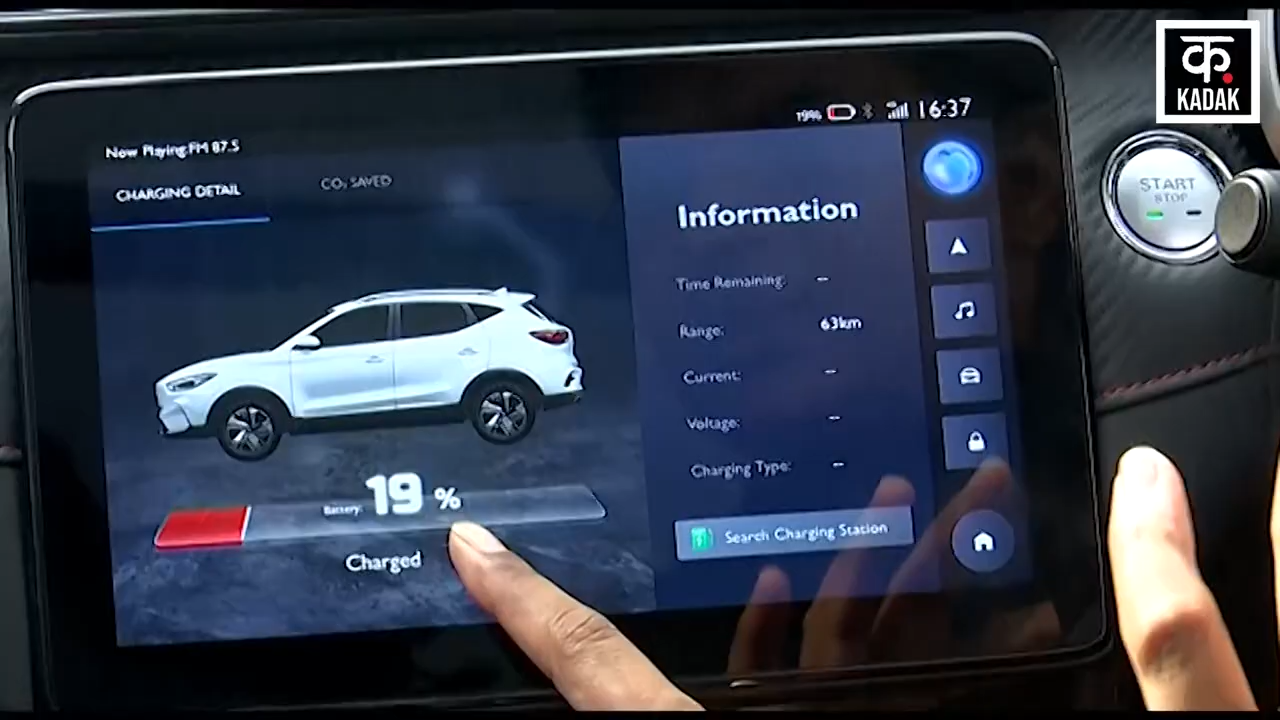 क.
KADAK
19% 16:37
Now Playing:FM 87.5
CHARGING DETAIL
CO₂ SAVED
Battery: 19 %
Charged
Information
Time Remaining: --
Range: 63km
Current: --
Voltage: --
Charging Type: --
Search Charging Station
START
STOP